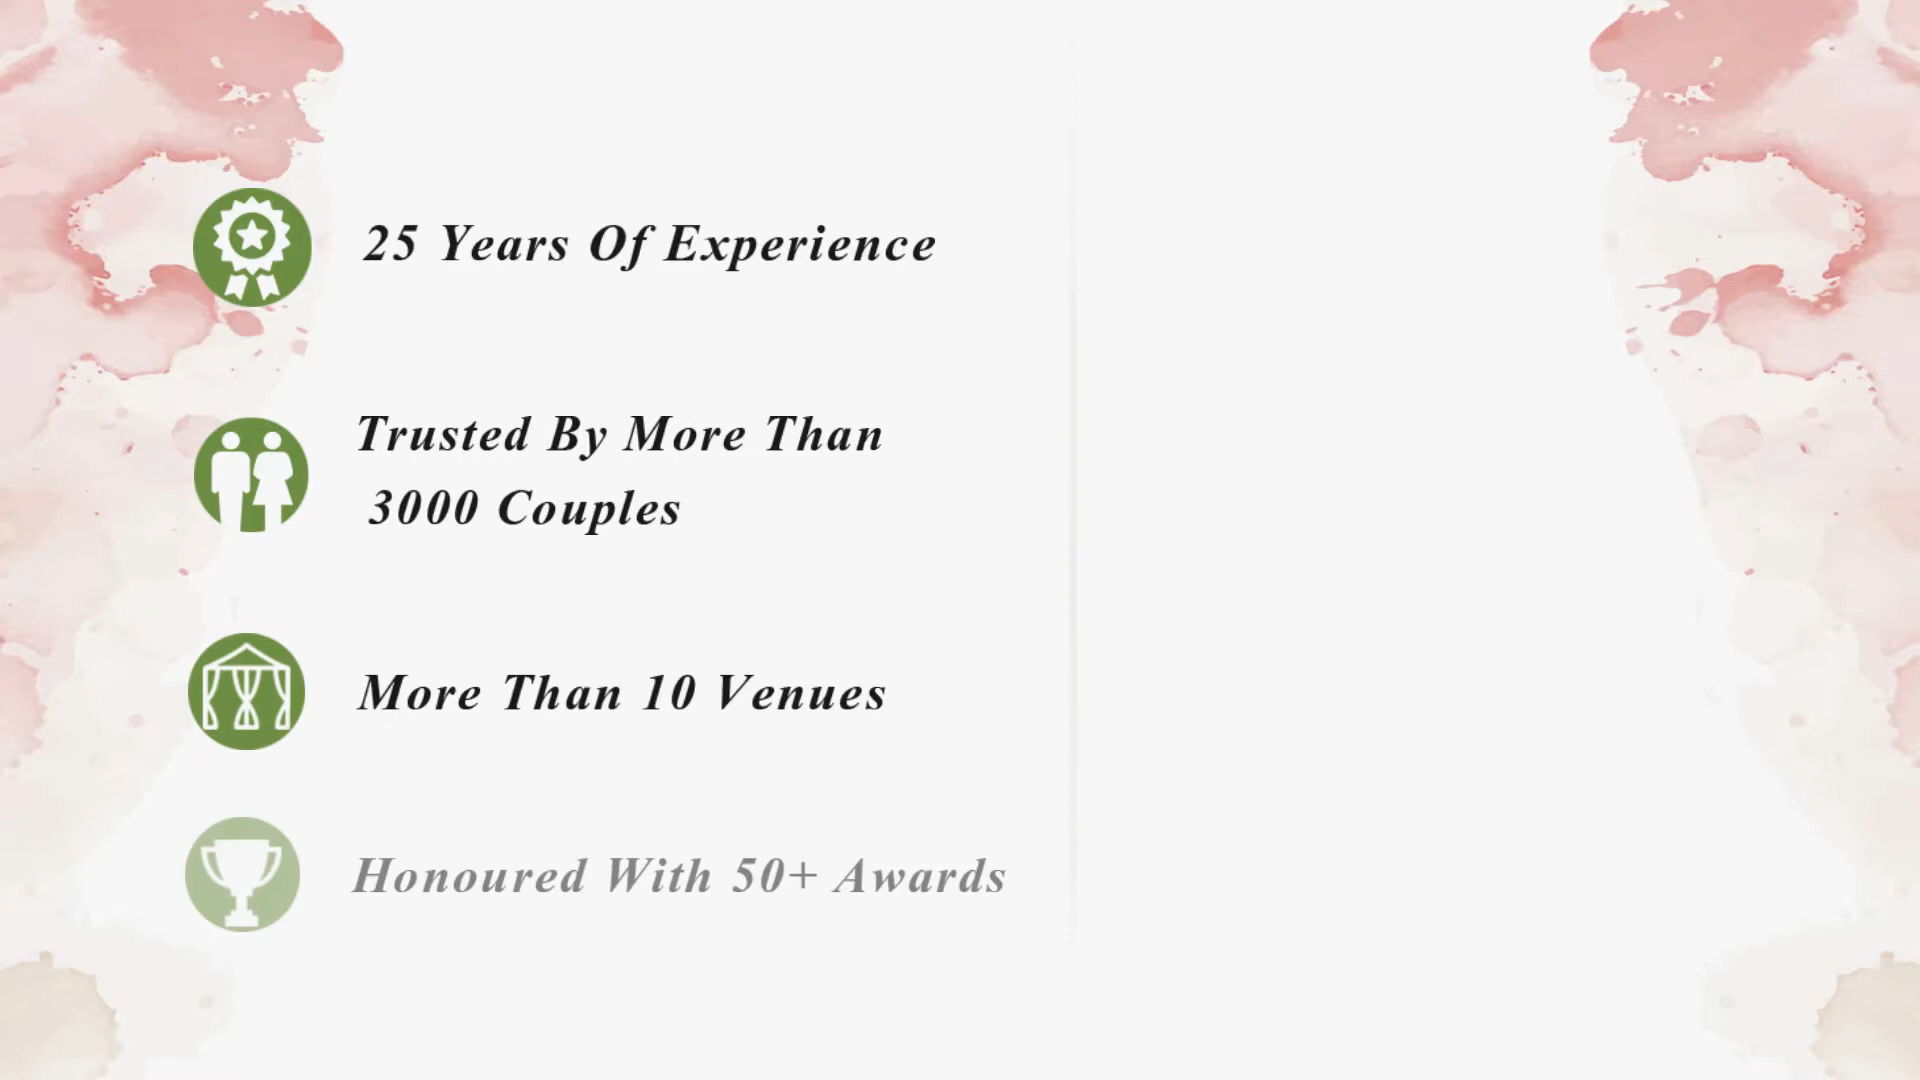 25 Years Of Experience
Trusted By More Than
3000 Couples
More Than 10 Venues
Honoured With 50+ Awards